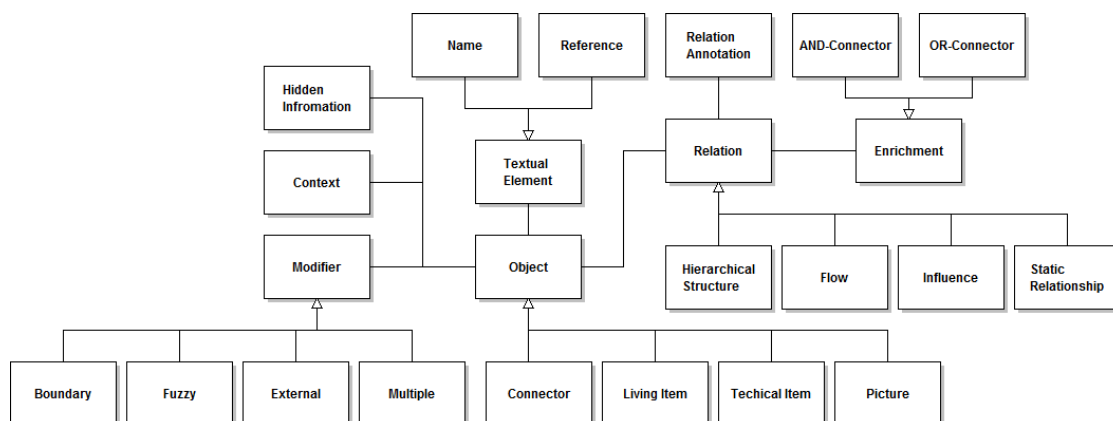 Name
Reference
Relation
Annotation
AND-Connector
OR-Connector
Hidden
Infromation
Textual
Element
Relation
Enrichment
Context
Modifier
Object
Hierarchical
Structure
Flow
Influence
Static
Relationship
Boundary
Fuzzy
External
Multiple
Connector
Living Item
Techical Item
Picture